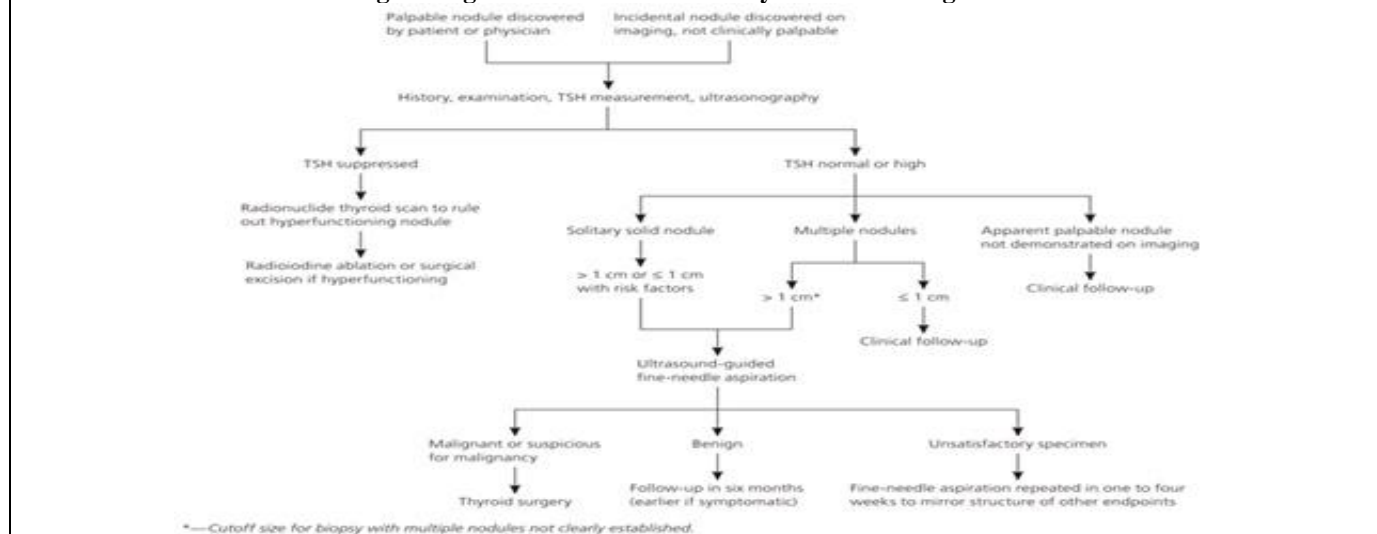 Palpable nodule discovered
by patient or physician
Incidental nodule discovered on
imaging, not clinically palpable
History, examination, TSH measurement, ultrasonography
TSH suppressed
TSH normal or high
Radionuclide thyroid scan to rule
out hyperfunctioning nodule
Radioiodine ablation or surgical
excision if hyperfunctioning
Solitary solid nodule
Multiple nodules
Apparent palpable nodule
not demonstrated on imaging
> 1 cm or ≤ 1 cm
with risk factors
> 1 cm*
≤ 1 cm
Clinical follow-up
Clinical follow-up
Ultrasound-guided
fine-needle aspiration
Malignant or suspicious
for malignancy
Benign
Unsatisfactory specimen
Thyroid surgery
Follow-up in six months
(earlier if symptomatic)
Fine-needle aspiration repeated in one to four
weeks to mirror structure of other endpoints
*—Cutoff size for biopsy with multiple nodules not clearly established.